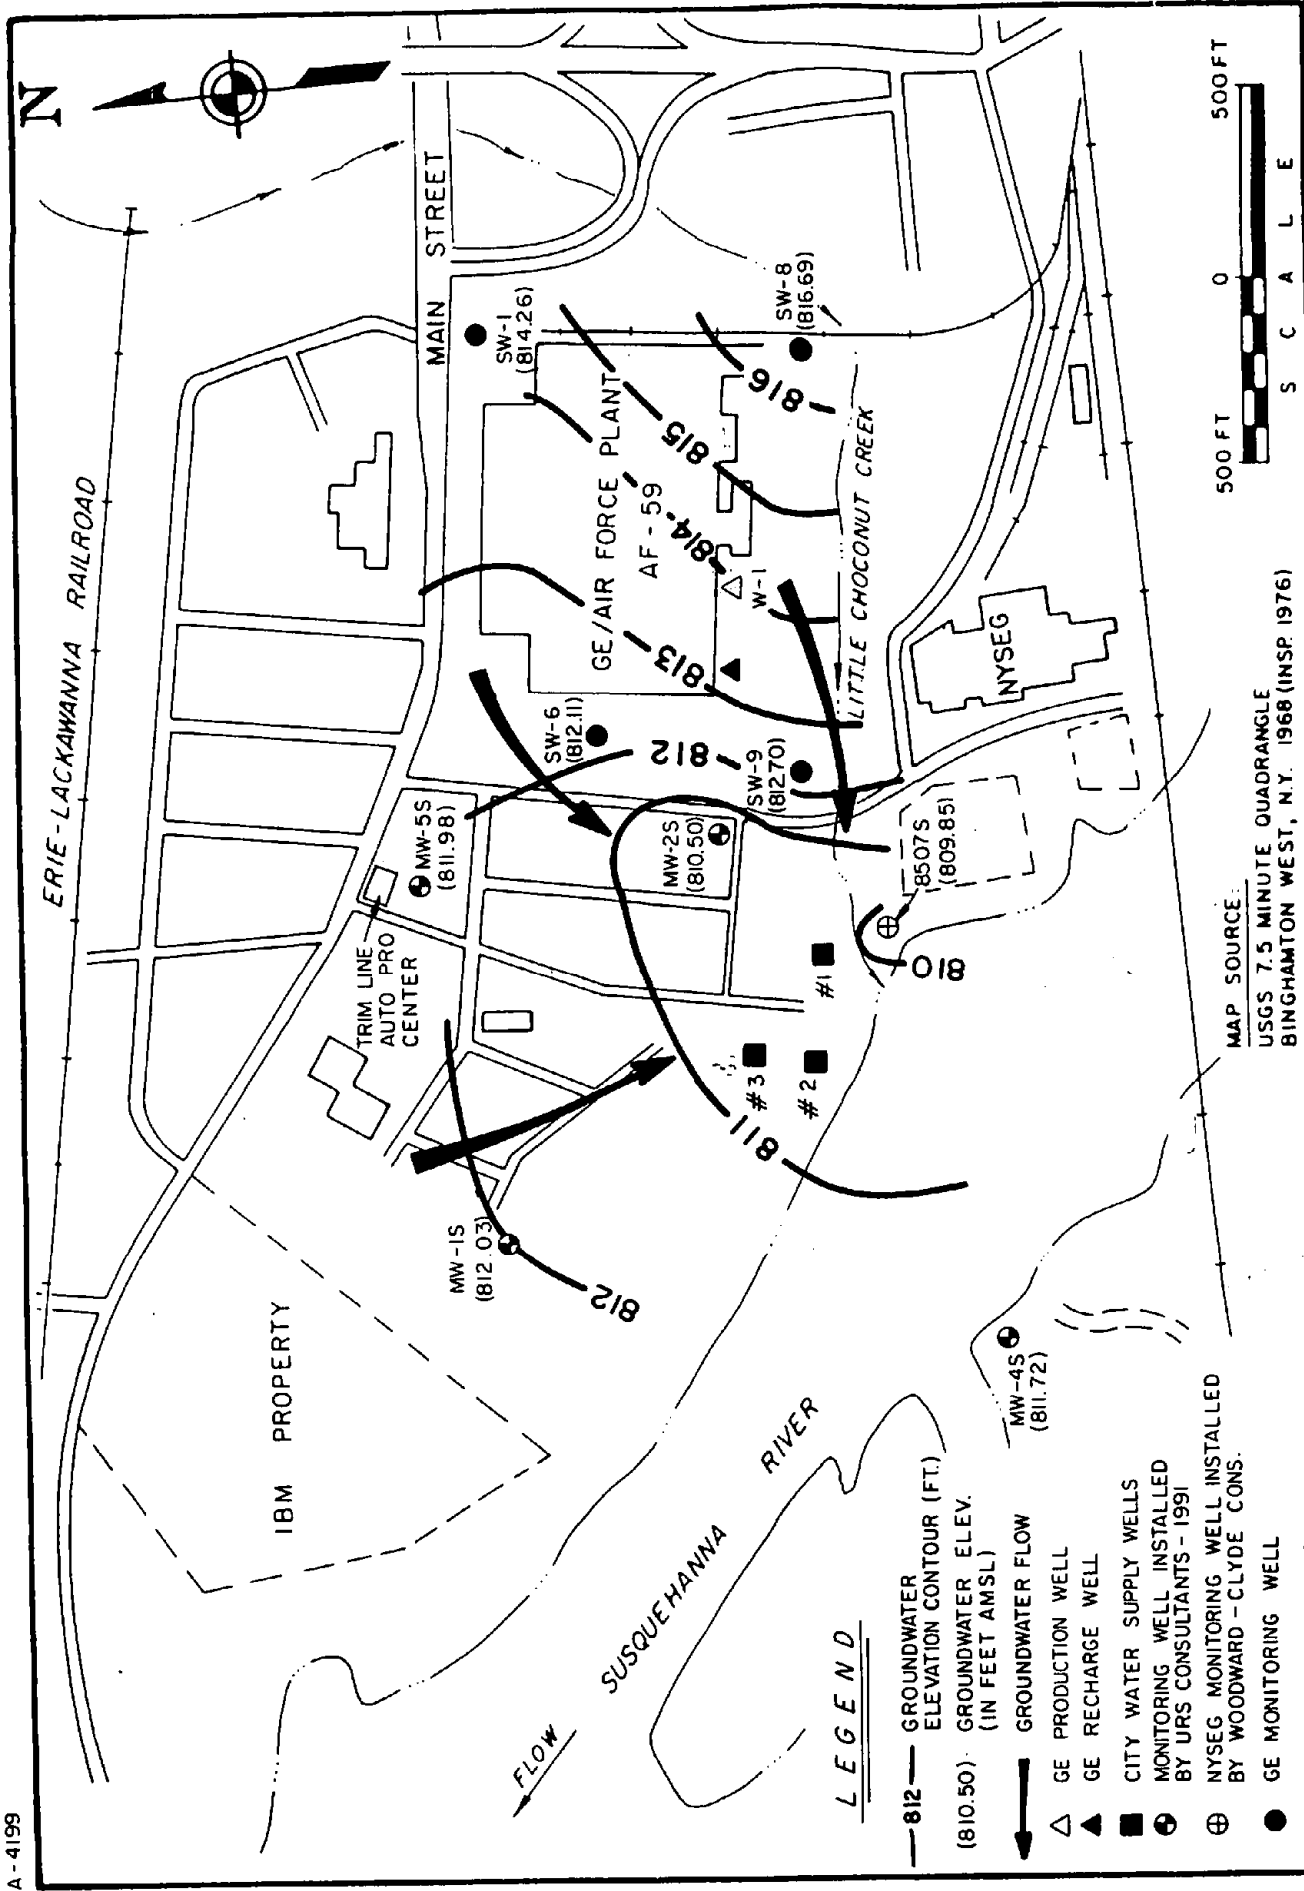 A-4199
N
ERIE-LACKAWANNA RAILROAD
MAIN STREET
IBM PROPERTY
TRIM LINE
AUTO PRO
CENTER
MW-5S
(811.98)
MW-1S
(812.03)
812
SW-6
(812.11)
SW-1
(814.26)
GE/AIR FORCE PLANT
AF-59
813
814
815
816
SW-8
(816.69)
812
MW-2S
(810.50)
SW-9
(812.70)
W-1
LITTLE CHOCONUT CREEK
811
#3
#2
#1
810
8507S
(809.85)
NYSEG
MW-4S
(811.72)
SUSQUEHANNA RIVER
FLOW
LEGEND
812 GROUNDWATER
ELEVATION CONTOUR (FT.)
(810.50) GROUNDWATER ELEV.
(IN FEET AMSL)
GROUNDWATER FLOW
GE PRODUCTION WELL
GE RECHARGE WELL
CITY WATER SUPPLY WELLS
MONITORING WELL INSTALLED
BY URS CONSULTANTS - 1991
NYSEG MONITORING WELL INSTALLED
BY WOODWARD-CLYDE CONS.
GE MONITORING WELL
MAP SOURCE:
USGS 7.5 MINUTE QUADRANGLE
BINGHAMTON WEST, N.Y. 1968 (INSP. 1976)
500 FT 0 500 FT
SCALE